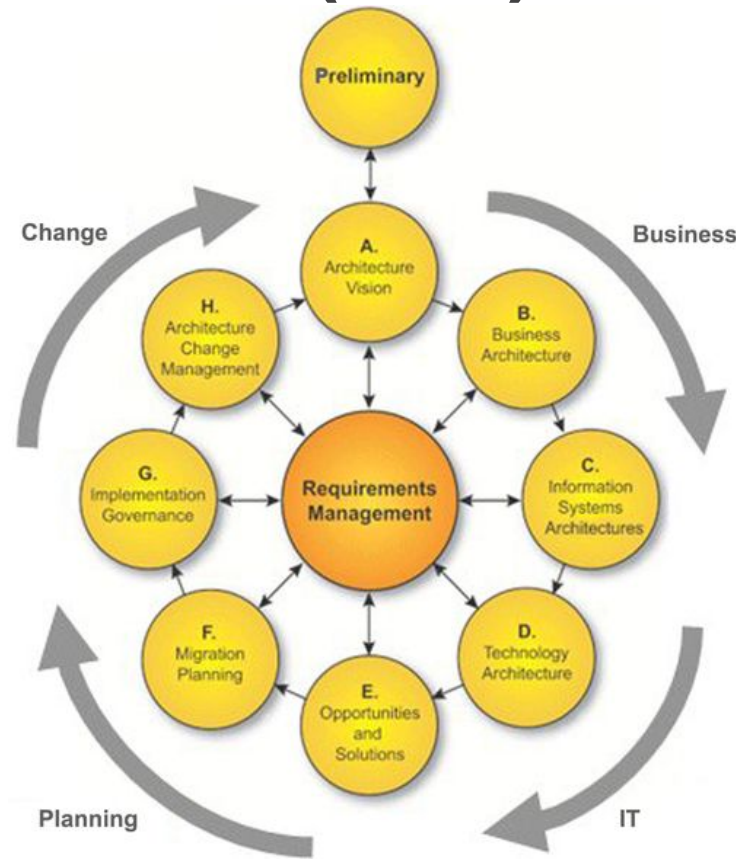 Preliminary
Change
Business
A.
Architecture
Vision
H.
Architecture
Change
Management
B.
Business
Architecture
G.
Implementation
Governance
Requirements
Management
C.
Information
Systems
Architectures
F.
Migration
Planning
D.
Technology
Architecture
E.
Opportunities
and
Solutions
Planning
IT